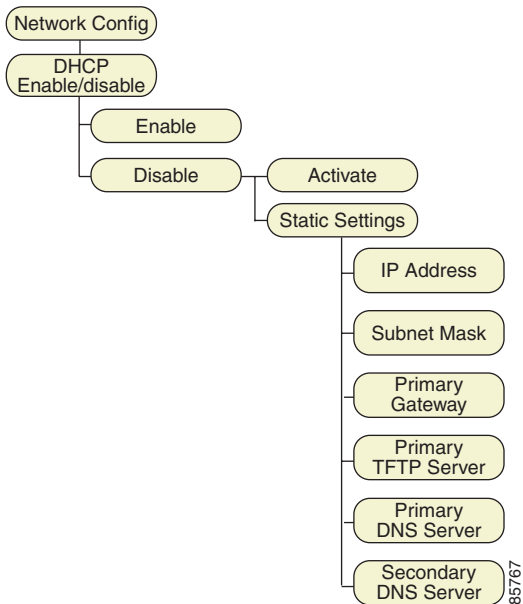 Network Config
DHCP
Enable/disable
Enable
Disable
Activate
Static Settings
IP Address
Subnet Mask
Primary
Gateway
Primary
TFTP Server
Primary
DNS Server
Secondary
DNS Server
85767